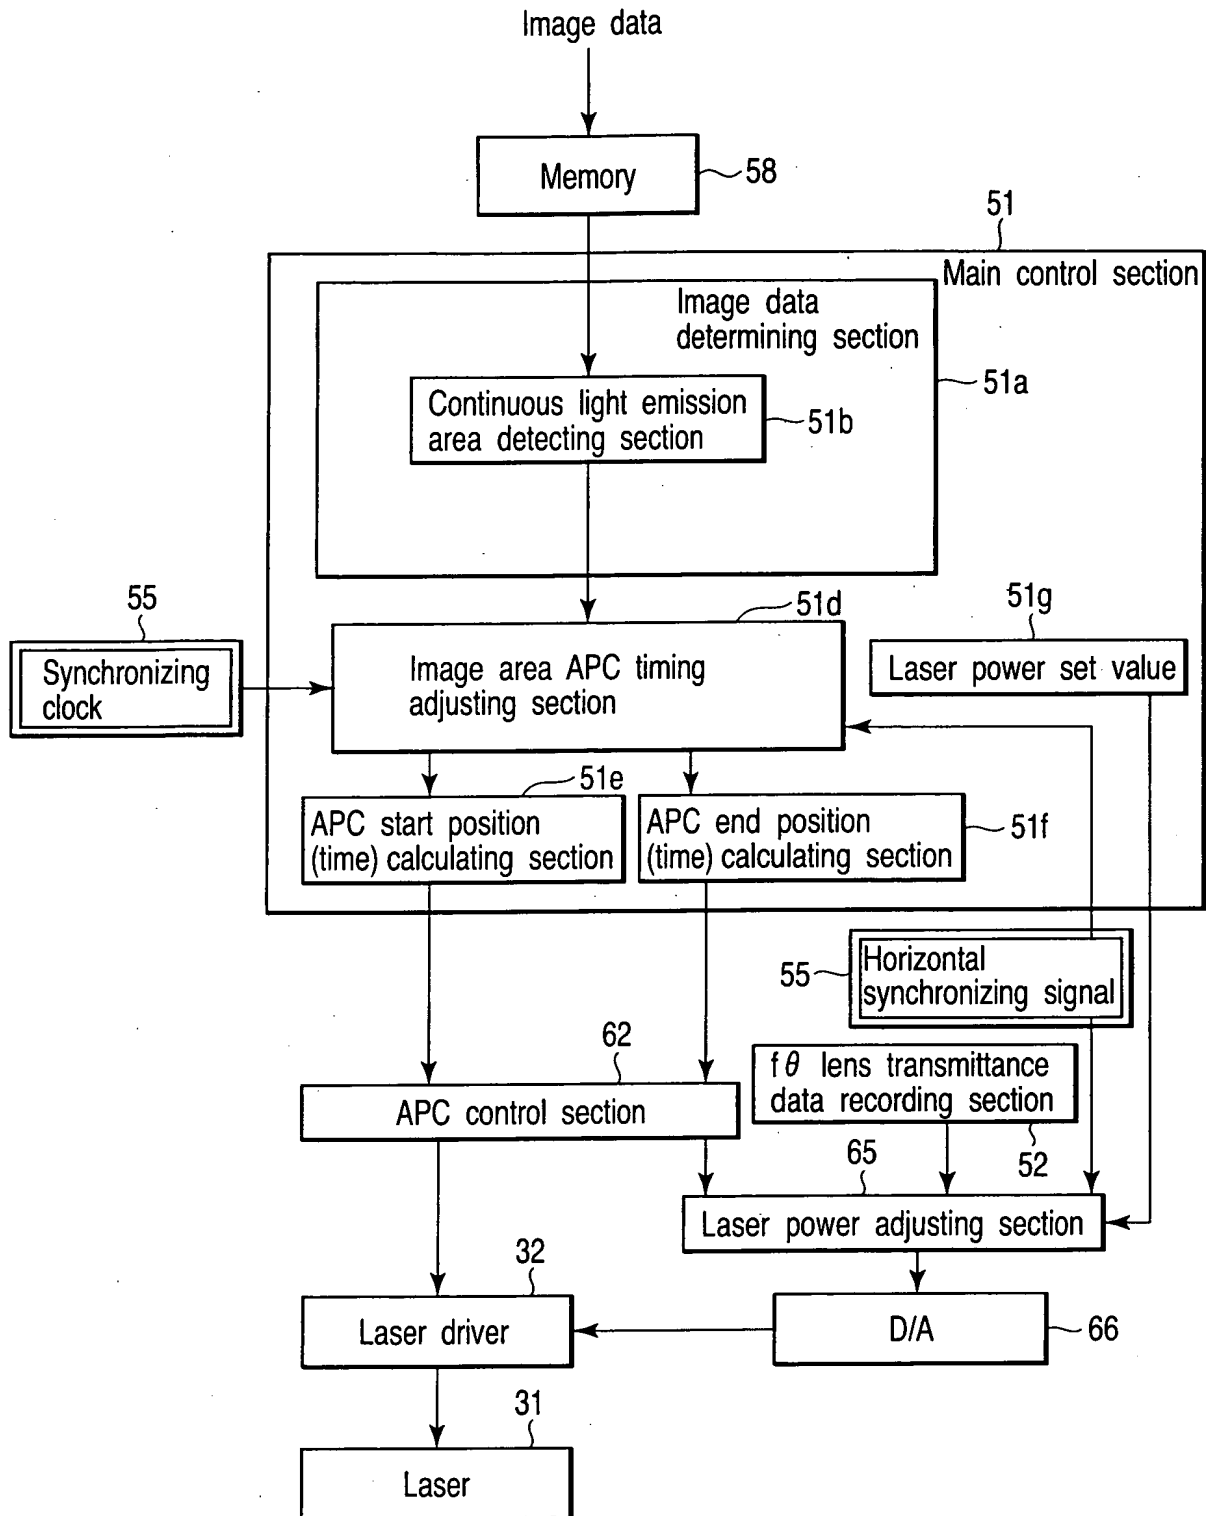 Image data
Memory
58
51
Main control section
Image data
determining section
51a
Continuous light emission
area detecting section
51b
55
Synchronizing
clock
51d
Image area APC timing
adjusting section
51g
Laser power set value
51e
APC start position
(time) calculating section
APC end position
(time) calculating section
51f
55
Horizontal
synchronizing signal
62
APC control section
fθ lens transmittance
data recording section
52
65
Laser power adjusting section
32
Laser driver
D/A
66
31
Laser